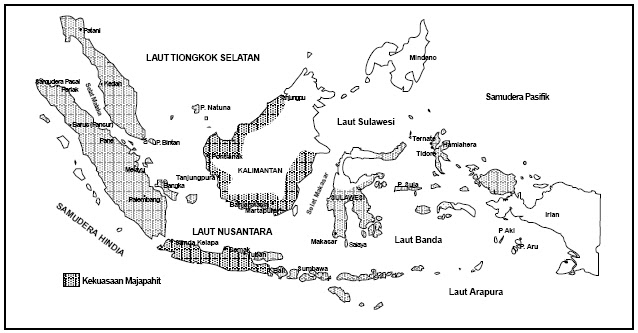 Patani
LAUT TIONGKOK SELATAN
Mindano
Samudera Pasai
Perlak
Kedah
Selat Malaka
Samudera Pasifik
Tanjungpu
P. Natuna
Barus (Fansur)
Laut Sulawesi
Pane
P. Bintan
Ternate
Halmahera
Tidore
Pontianak
Melayu
KALIMANTAN
Tanjungpura
Bangka
Selat Makasar
P. Sula
Palembang
SULAWESI
Banjarmasin
Martapura
Irian
SAMUDERA HINDIA
LAUT NUSANTARA
P Aki
P. Aru
Makasar
Salaya
Laut Banda
Sunda Kelapa
Demak
Tuban
Bali
Sumbawa
Kekuasaan Majapahit
Laut Arapura